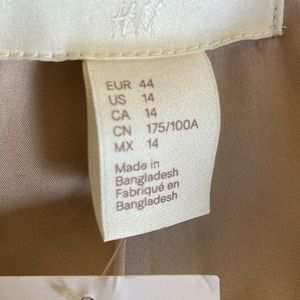 H&M
EUR 44
US 14
CA 14
CN 175/100A
MX 14
Made in
Bangladesh
Fabriqué en
Bangladesh